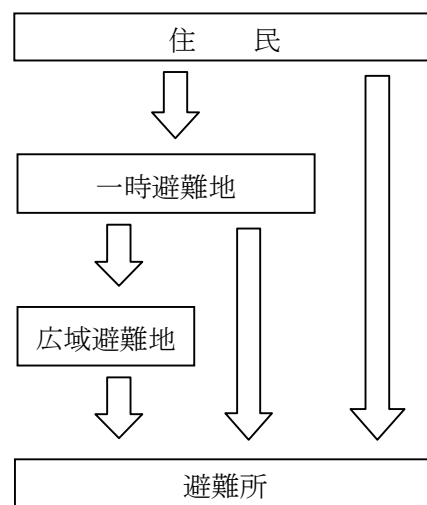 住　　民
一時避難地
広域避難地
避難所